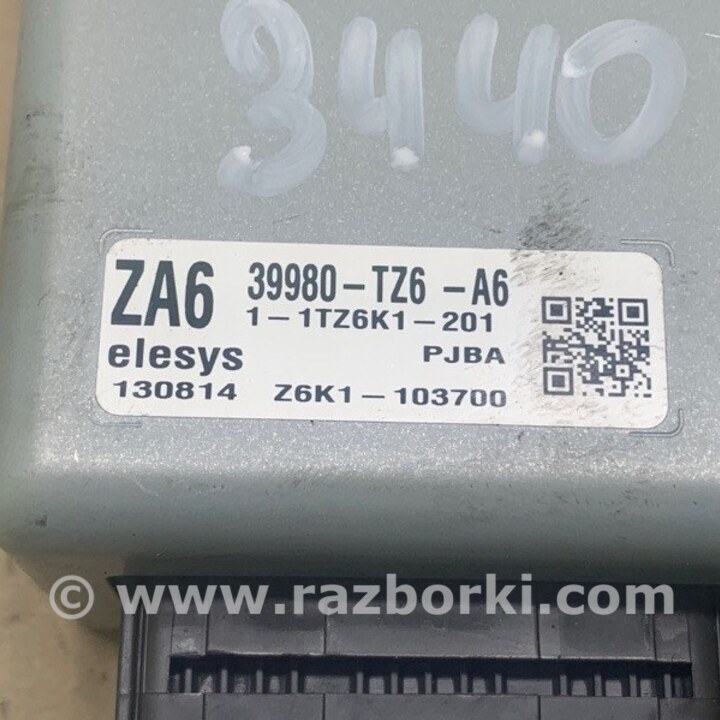 3440
ZA6 39980-TZ6 -A6
1-1TZ6K1-201
elesys PJBA
130814 Z6K1-103700
© www.razborki.com